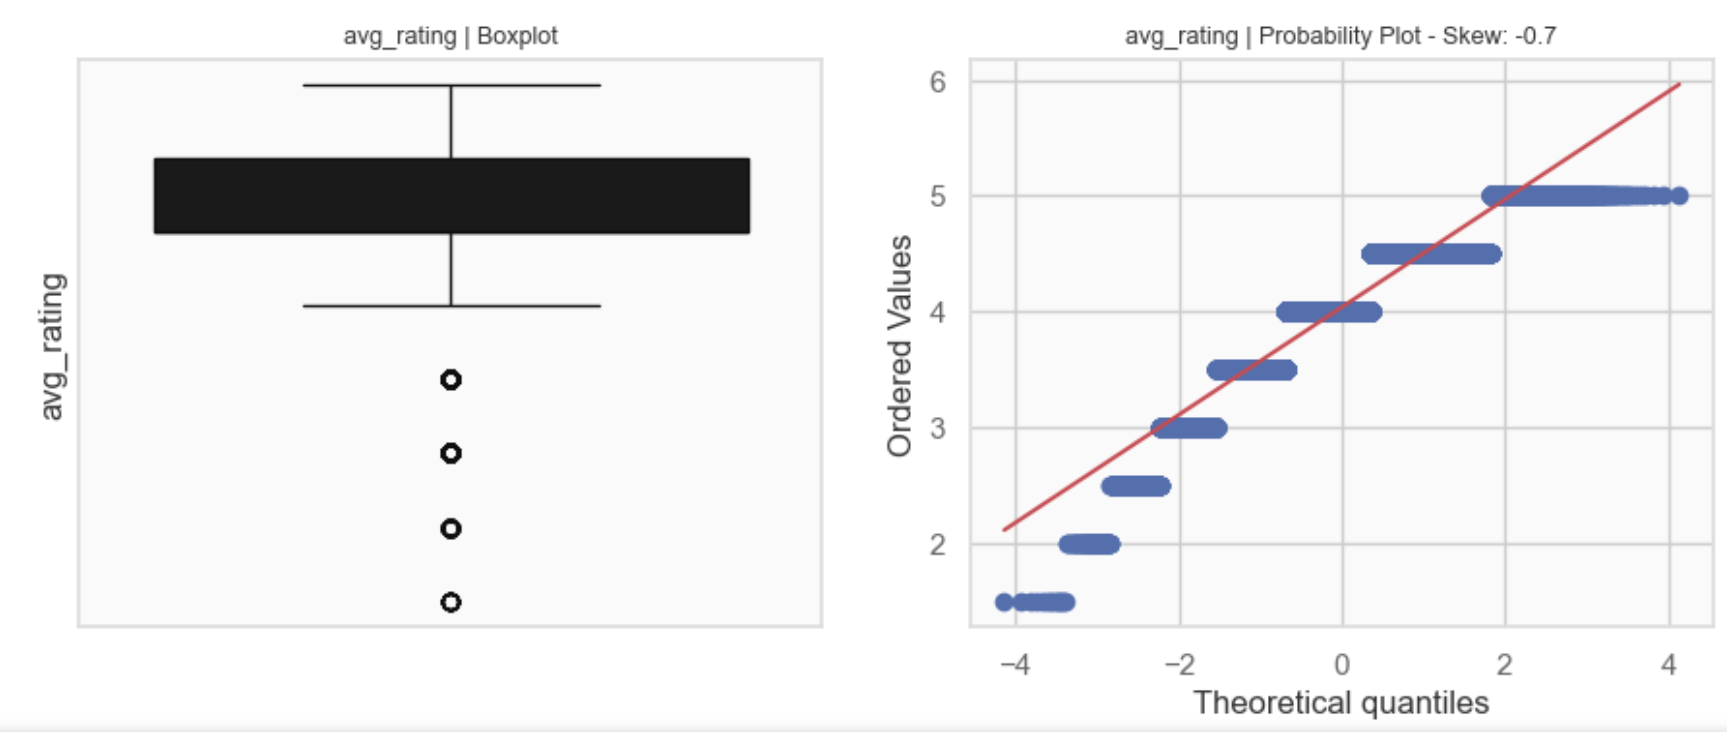 avg_rating | Boxplot
avg_rating
avg_rating | Probability Plot - Skew: -0.7
Ordered Values
6
5
4
3
2
−4 −2 0 2 4
Theoretical quantiles